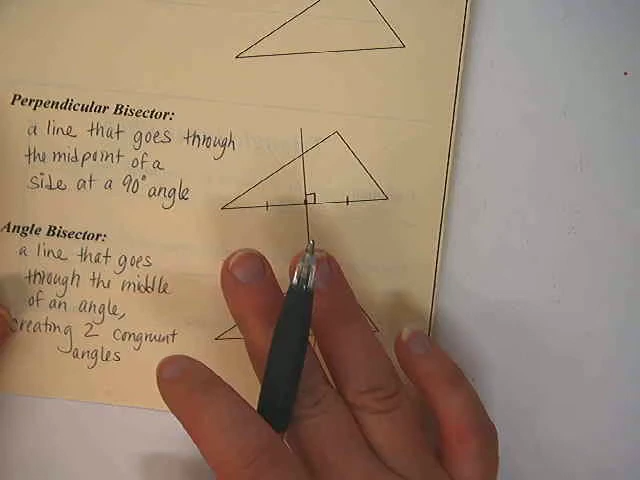 Perpendicular Bisector:
a line that goes through
the midpoint of a
side at a 90° angle
Angle Bisector:
a line that goes
through the middle
of an angle,
creating 2 congruent
angles